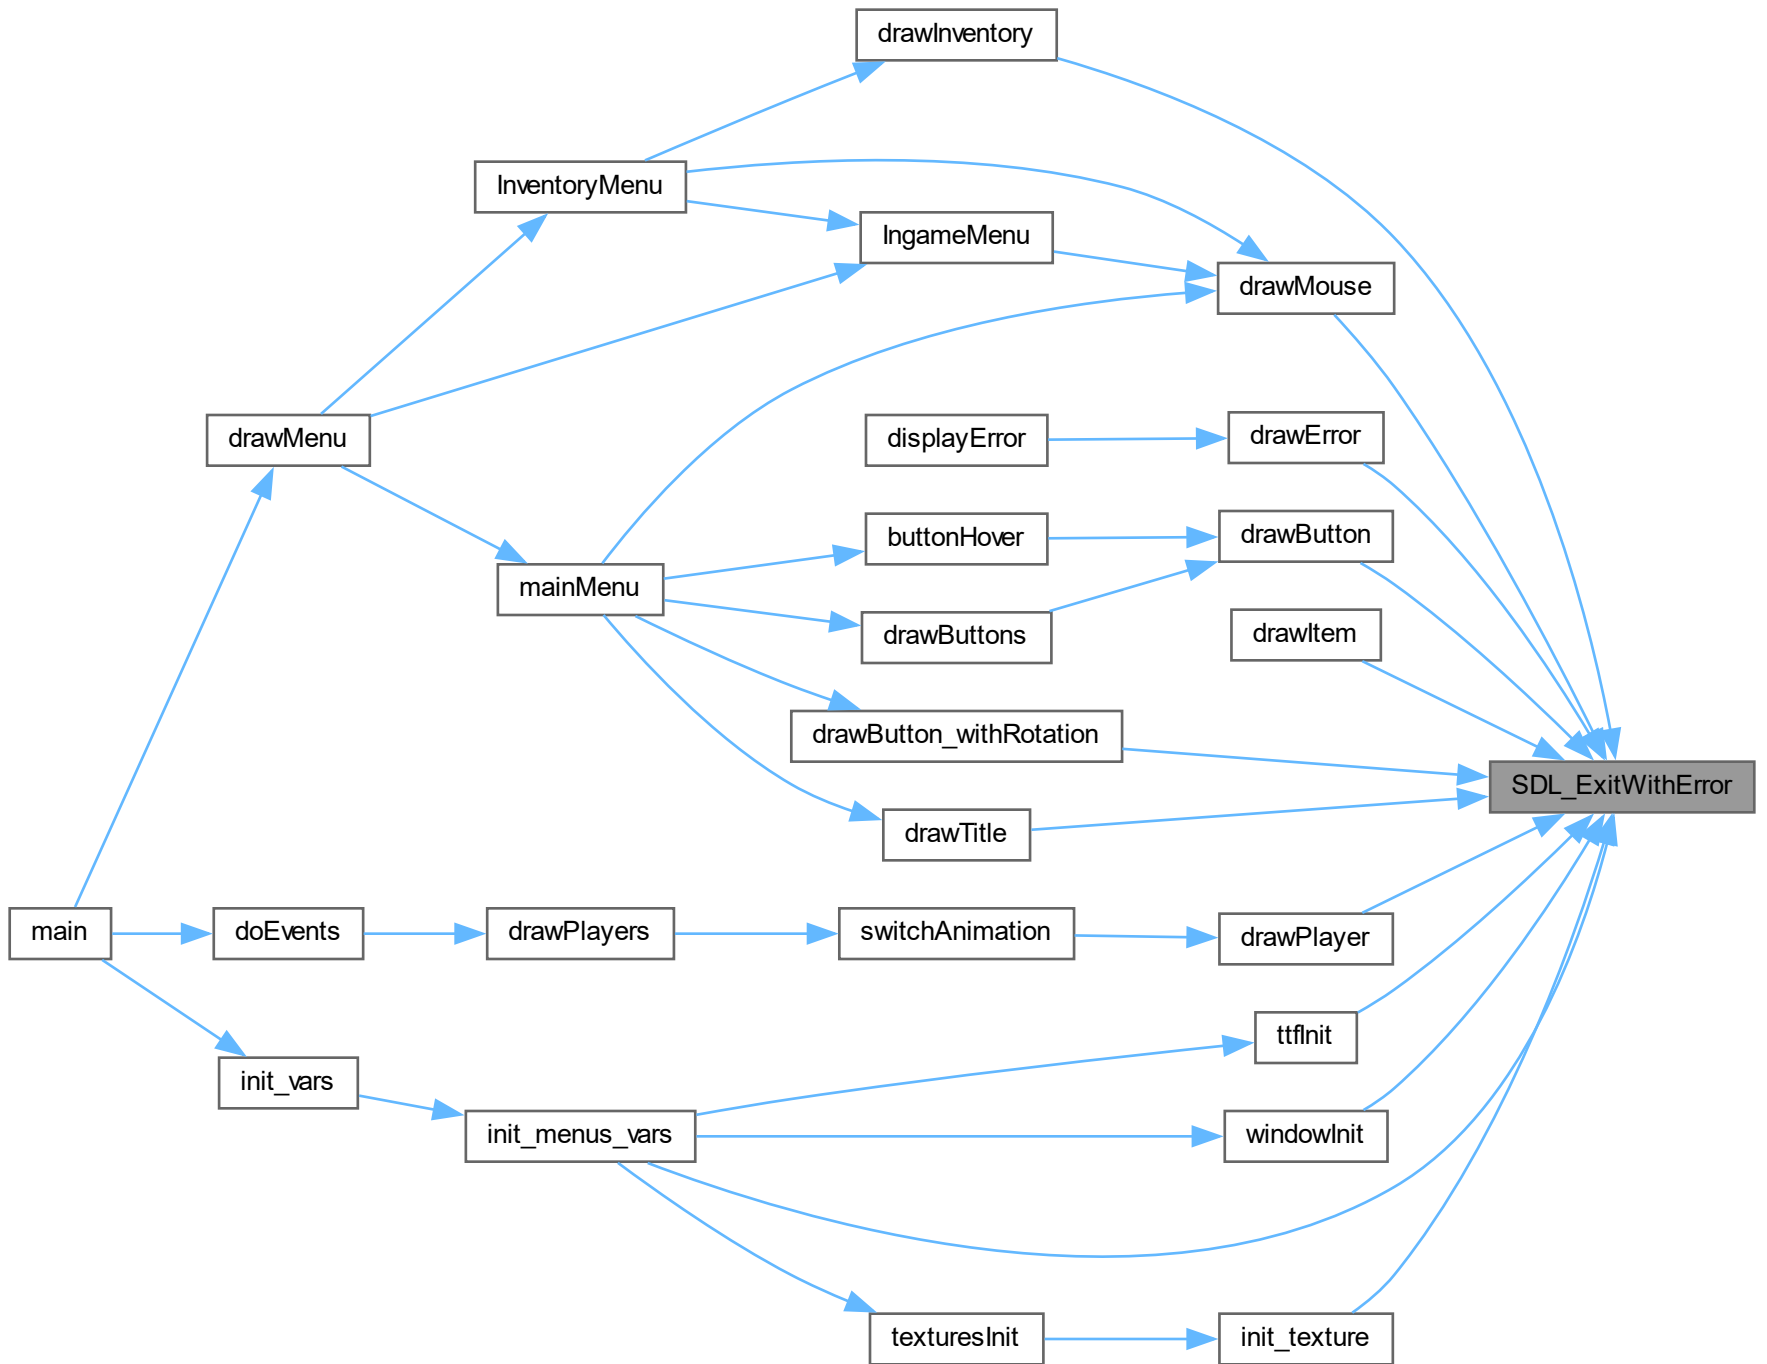 drawInventory
InventoryMenu
IngameMenu
drawMouse
drawMenu
displayError
drawError
buttonHover
drawButton
mainMenu
drawButtons
drawItem
drawButton_withRotation
SDL_ExitWithError
drawTitle
main
doEvents
drawPlayers
switchAnimation
drawPlayer
ttfInit
init_vars
init_menus_vars
windowInit
texturesInit
init_texture